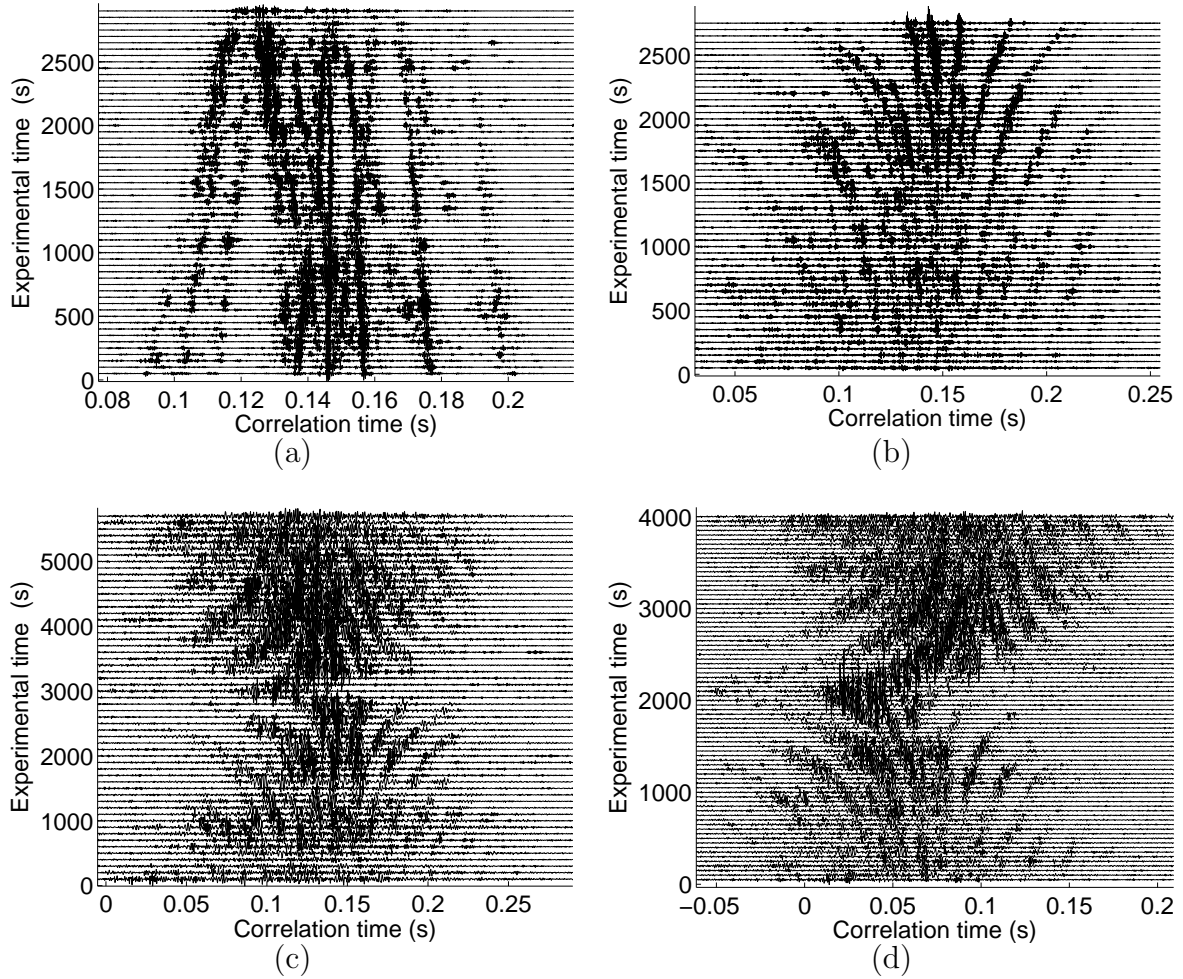 2500
2000
1500
1000
500
0
Experimental time (s)
0.08 0.1 0.12 0.14 0.16 0.18 0.2
Correlation time (s)
(a)
2500
2000
1500
1000
500
0
Experimental time (s)
0.05 0.1 0.15 0.2 0.25
Correlation time (s)
(b)
5000
4000
3000
2000
1000
0
Experimental time (s)
0 0.05 0.1 0.15 0.2 0.25
Correlation time (s)
(c)
4000
3000
2000
1000
0
Experimental time (s)
−0.05 0 0.05 0.1 0.15 0.2
Correlation time (s)
(d)